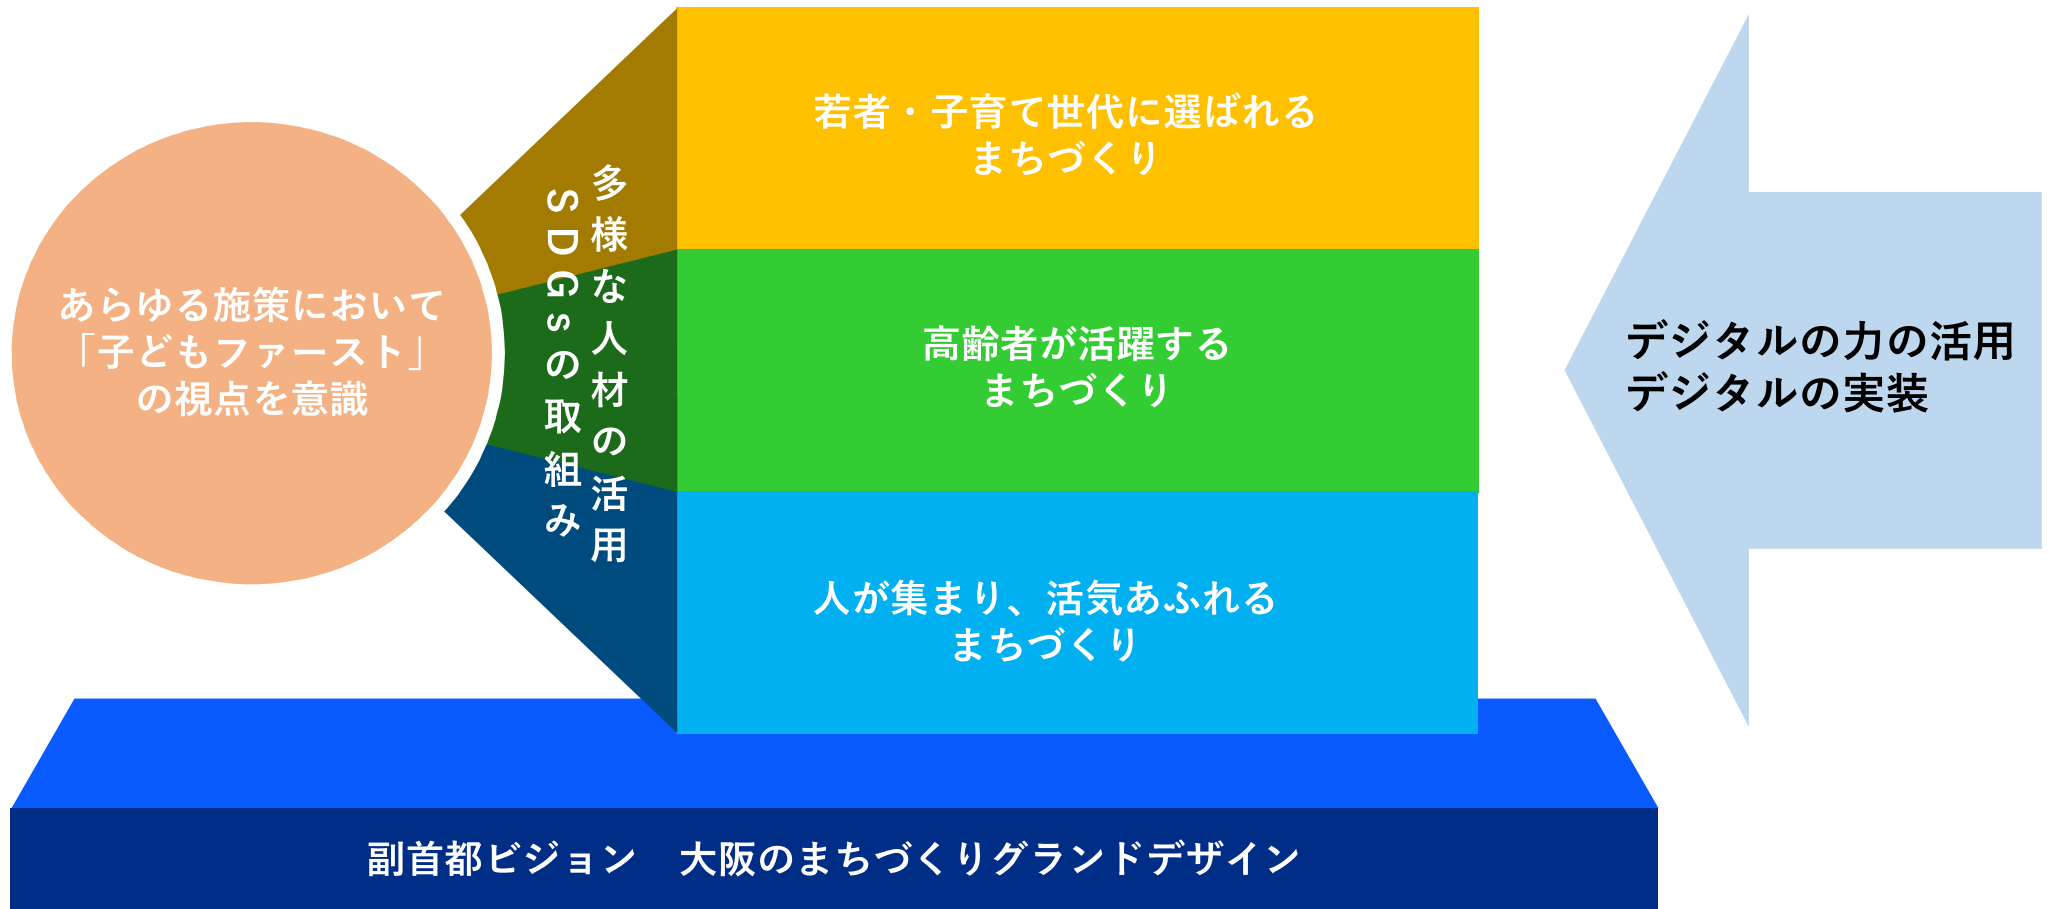 あらゆる施策において
「子どもファースト」
の視点を意識
多様な人材の活用
SDGsの取組み
若者・子育て世代に選ばれる
まちづくり
高齢者が活躍する
まちづくり
人が集まり、活気あふれる
まちづくり
デジタルの力の活用
デジタルの実装
副首都ビジョン　大阪のまちづくりグランドデザイン